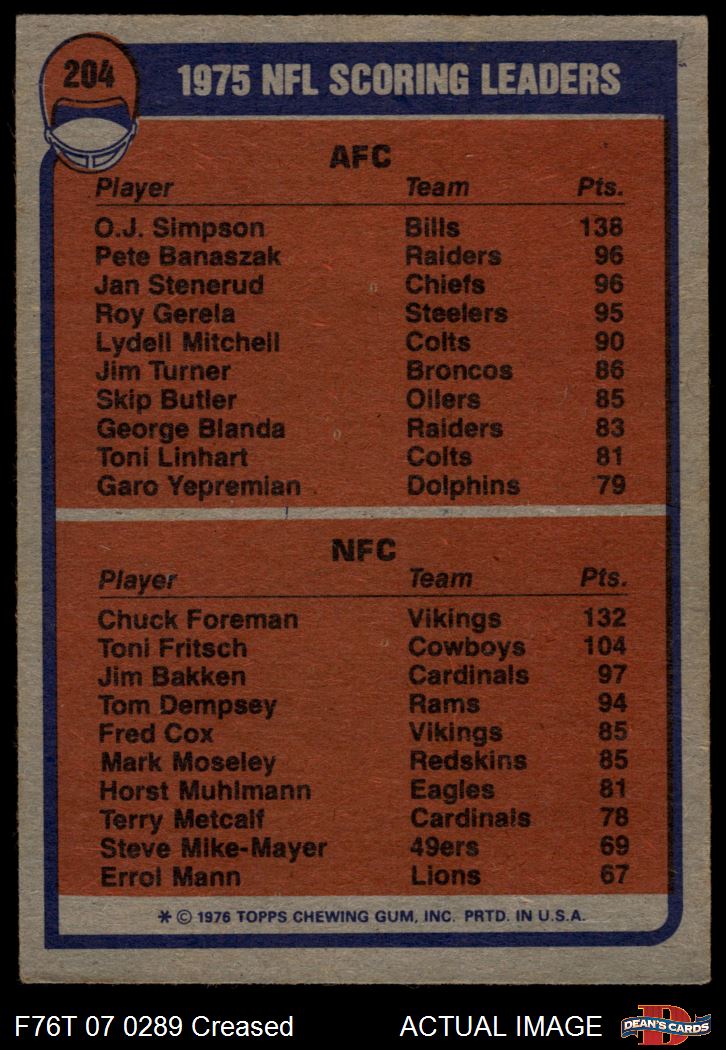 204
1975 NFL SCORING LEADERS
AFC
Player Team Pts.
O.J. Simpson Bills 138
Pete Banaszak Raiders 96
Jan Stenerud Chiefs 96
Roy Gerela Steelers 95
Lydell Mitchell Colts 90
Jim Turner Broncos 86
Skip Butler Oilers 85
George Blanda Raiders 83
Toni Linhart Colts 81
Garo Yepremian Dolphins 79
NFC
Player Team Pts.
Chuck Foreman Vikings 132
Toni Fritsch Cowboys 104
Jim Bakken Cardinals 97
Tom Dempsey Rams 94
Fred Cox Vikings 85
Mark Moseley Redskins 85
Horst Muhlmann Eagles 81
Terry Metcalf Cardinals 78
Steve Mike-Mayer 49ers 69
Errol Mann Lions 67
* © 1976 TOPPS CHEWING GUM, INC. PRTD. IN U.S.A.
F76T 07 0289 Creased ACTUAL IMAGE
D
DEAN'S CARDS